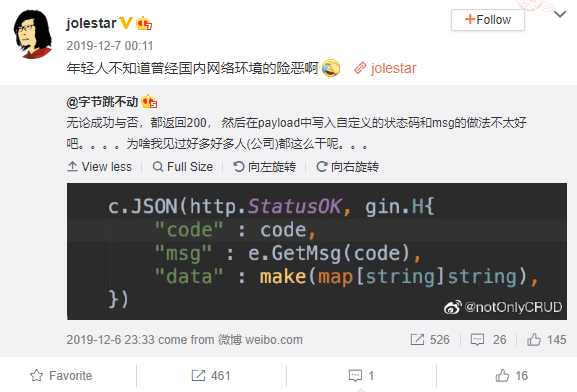 jolestar
+Follow
2019-12-7 00:11
年轻人不知道曾经国内网络环境的险恶啊 jolestar
@字节跳不动
无论成功与否，都返回200， 然后在payload中写入自定义的状态码和msg的做法不太好
吧。。。。为啥我见过好多好多人(公司)都这么干呢。。。
View less Full Size 向左旋转 向右旋转
c.JSON(http.StatusOK, gin.H{
"code" : code,
"msg" : e.GetMsg(code),
"data" : make(map[string]string),
})
@notOnlyCRUD
2019-12-6 23:33 come from 微博 weibo.com 526 26 145
Favorite 461 1 16